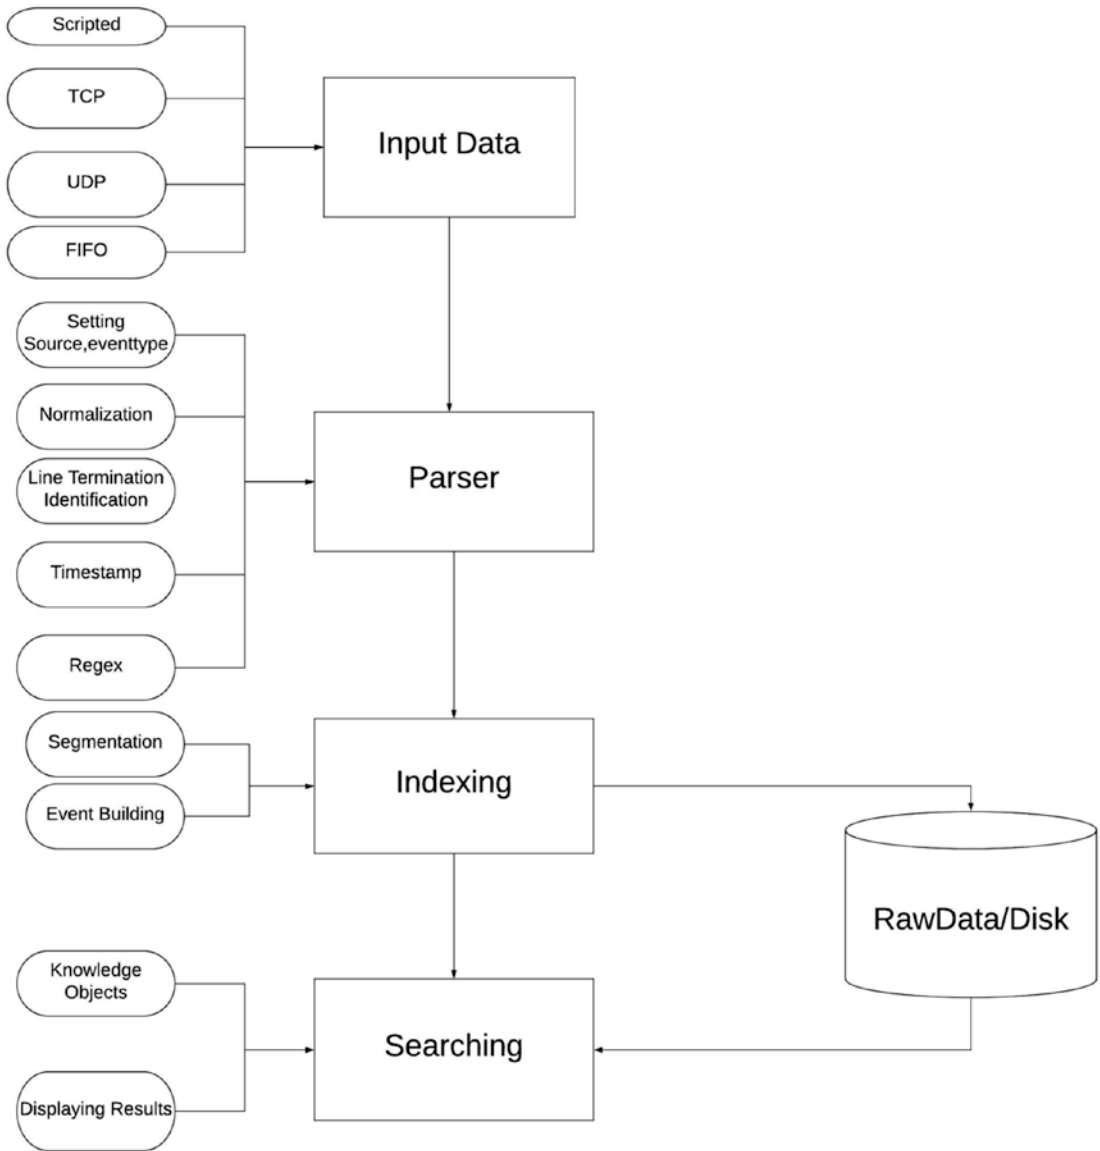 Scripted
TCP
UDP
FIFO
Input Data
Setting
Source,eventtype
Normalization
Line Termination
Identification
Timestamp
Regex
Parser
Segmentation
Event Building
Indexing
RawData/Disk
Knowledge
Objects
Displaying Results
Searching